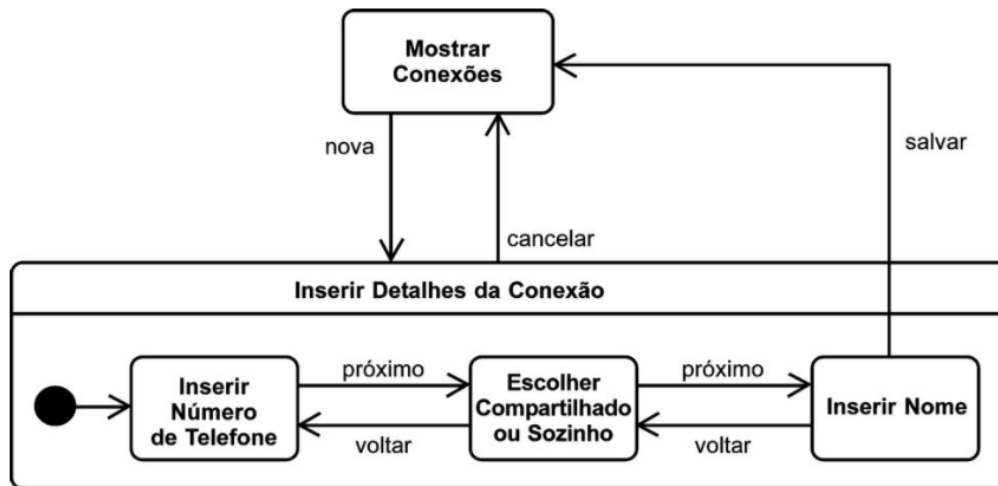 Mostrar
Conexões
nova
salvar
cancelar
Inserir Detalhes da Conexão
Inserir
Número
de Telefone
próximo
voltar
Escolher
Compartilhado
ou Sozinho
próximo
voltar
Inserir Nome